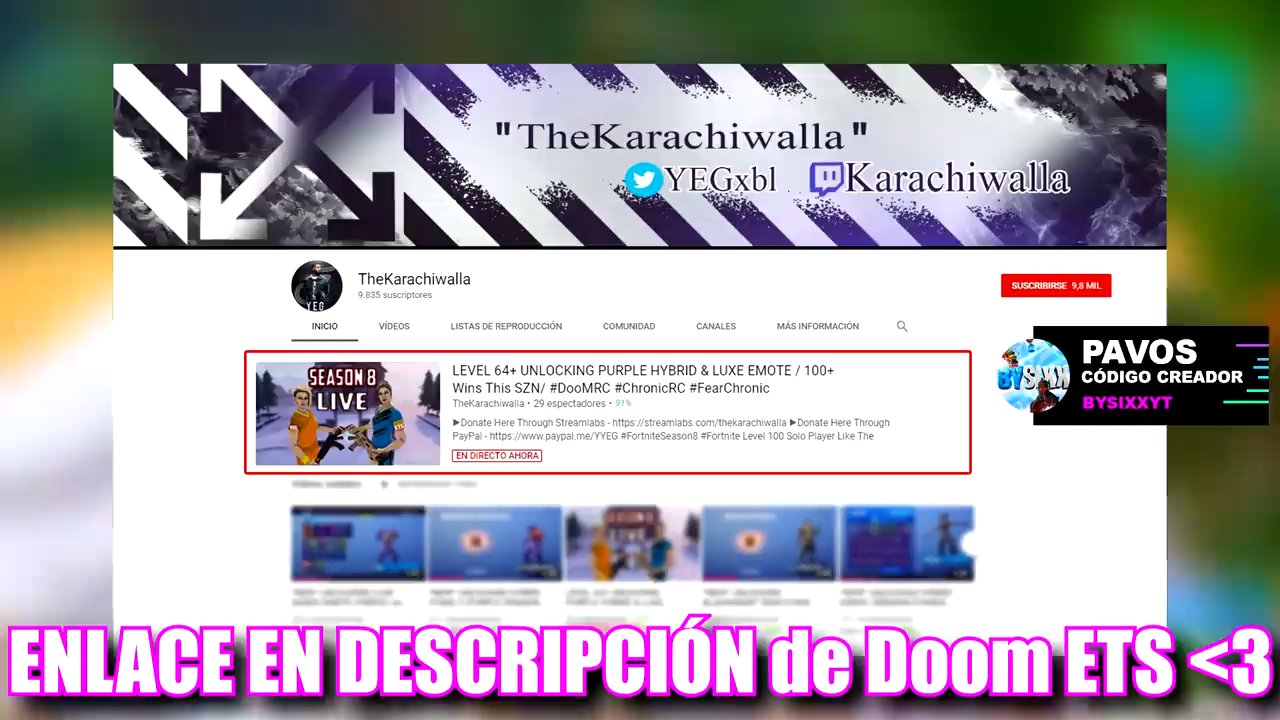 "TheKarachiwalla"
YEGxbl Karachiwalla
YEG
TheKarachiwalla
9.835 suscriptores
SUSCRIBIRSE 9,8 MIL
INICIO VÍDEOS LISTAS DE REPRODUCCIÓN COMUNIDAD CANALES MÁS INFORMACIÓN
SEASON 8
LIVE
LEVEL 64+ UNLOCKING PURPLE HYBRID & LUXE EMOTE / 100+
Wins This SZN/ #DooMRC #ChronicRC #FearChronic
TheKarachiwalla • 29 espectadores • 91%
►Donate Here Through Streamlabs - https://streamlabs.com/thekarachiwalla ►Donate Here Through
PayPal - https://www.paypal.me/YYEG #FortniteSeason8 #Fortnite Level 100 Solo Player Like The
EN DIRECTO AHORA
BYSIXX
PAVOS
CÓDIGO CREADOR
BYSIXXYT
ENLACE EN DESCRIPCIÓN de Doom ETS <3